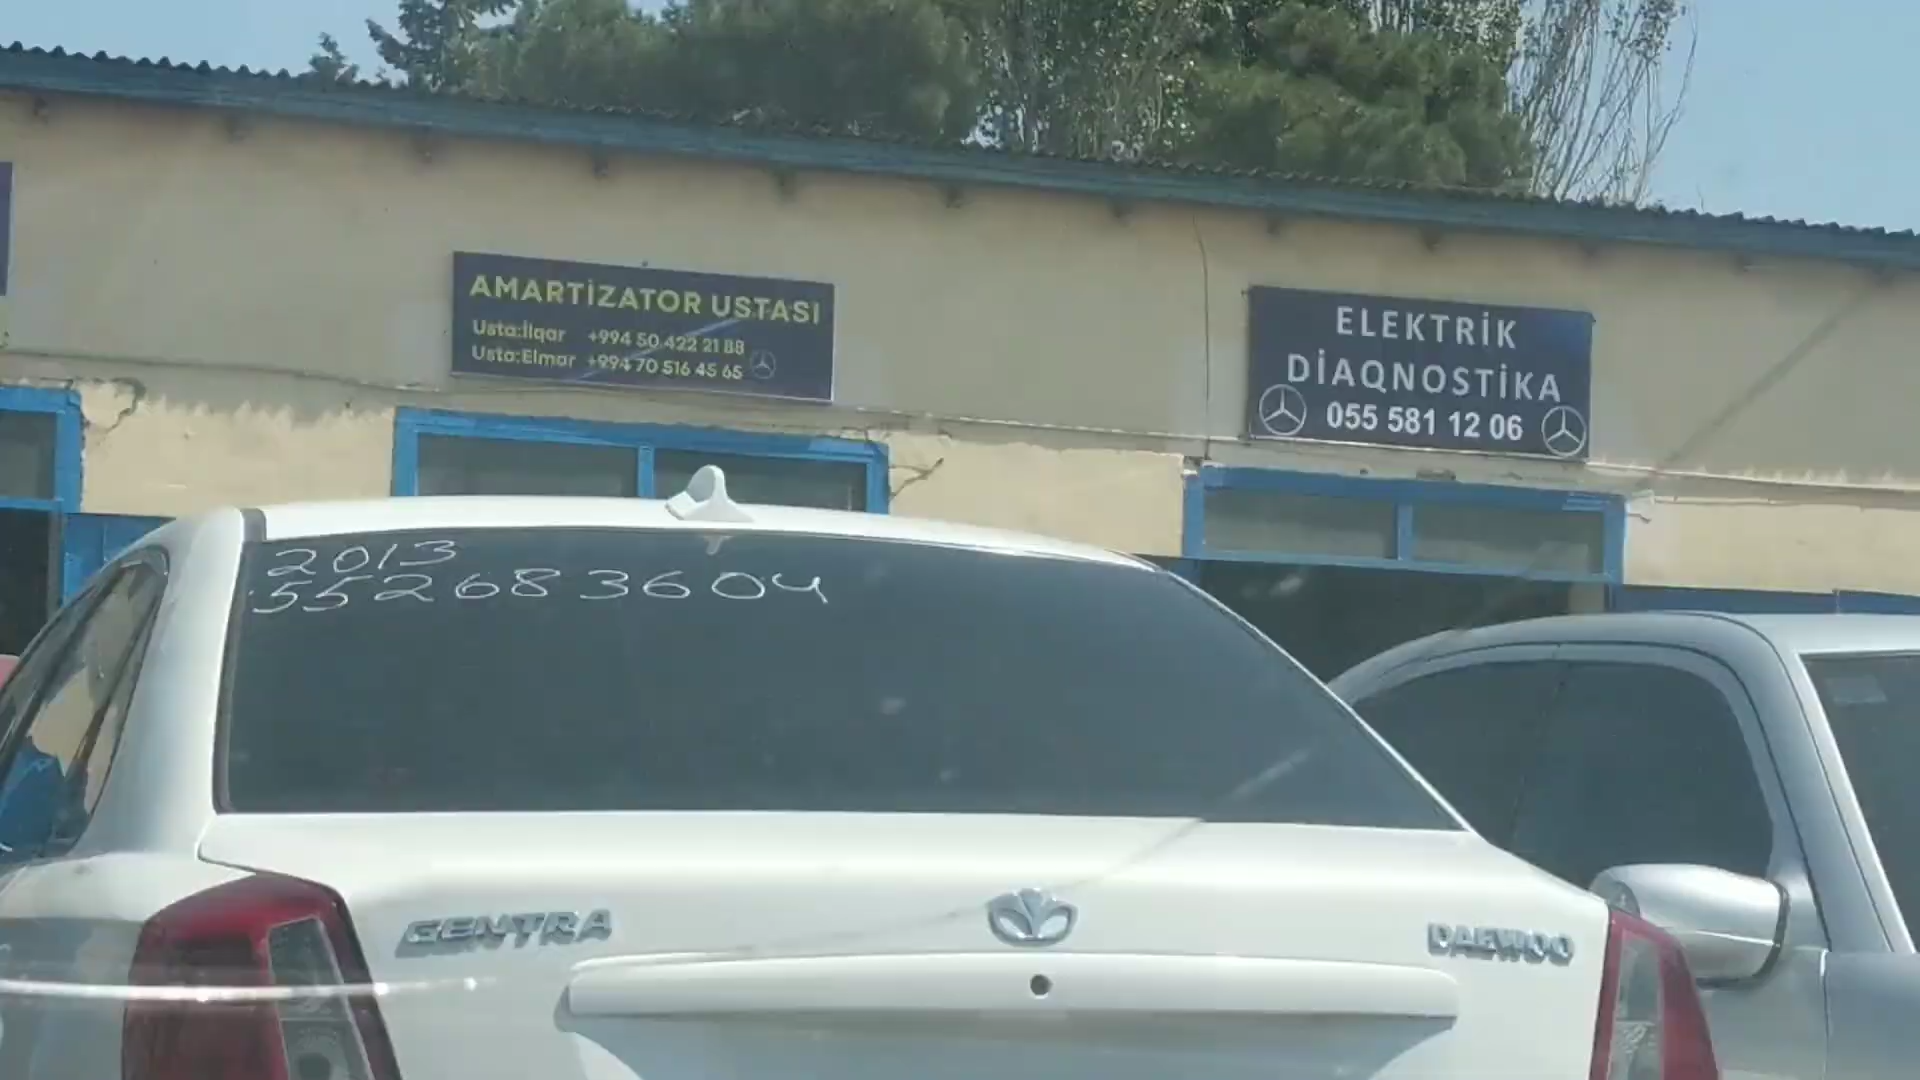 AMARTİZATOR USTASI
Usta:İlqar +994 50 422 21 88
Usta:Elmar +994 70 516 45 65
ELEKTRİK
DİAQNOSTİKA
055 581 12 06
2013
552683604
GENTRA
DAEWOO